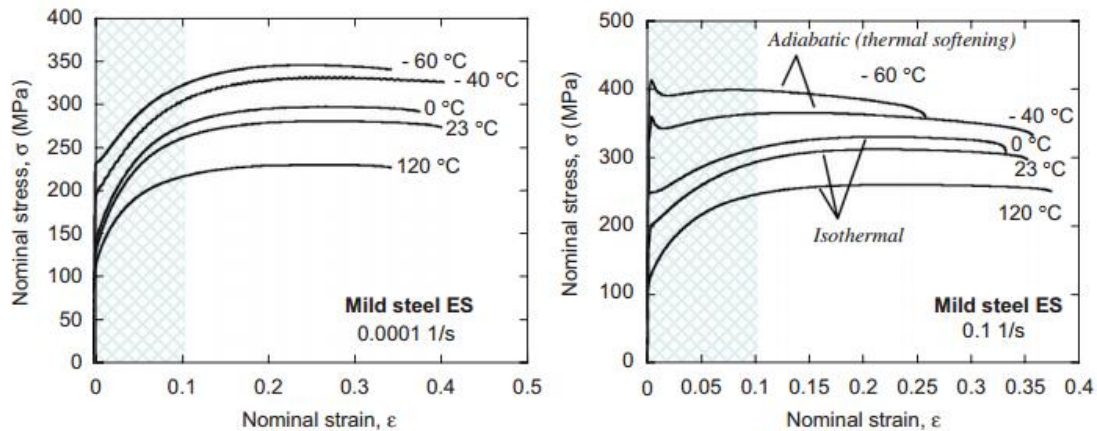 400
350
300
250
200
150
100
50
0
Nominal stress, σ (MPa)
- 60 °C
- 40 °C
0 °C
23 °C
120 °C
Mild steel ES
0.0001 1/s
0 0.1 0.2 0.3 0.4 0.5
Nominal strain, ε
500
400
300
200
100
0
Nominal stress, σ (MPa)
Adiabatic (thermal softening)
- 60 °C
- 40 °C
0 °C
23 °C
120 °C
Isothermal
Mild steel ES
0.1 1/s
0 0.05 0.1 0.15 0.2 0.25 0.3 0.35 0.4
Nominal strain, ε